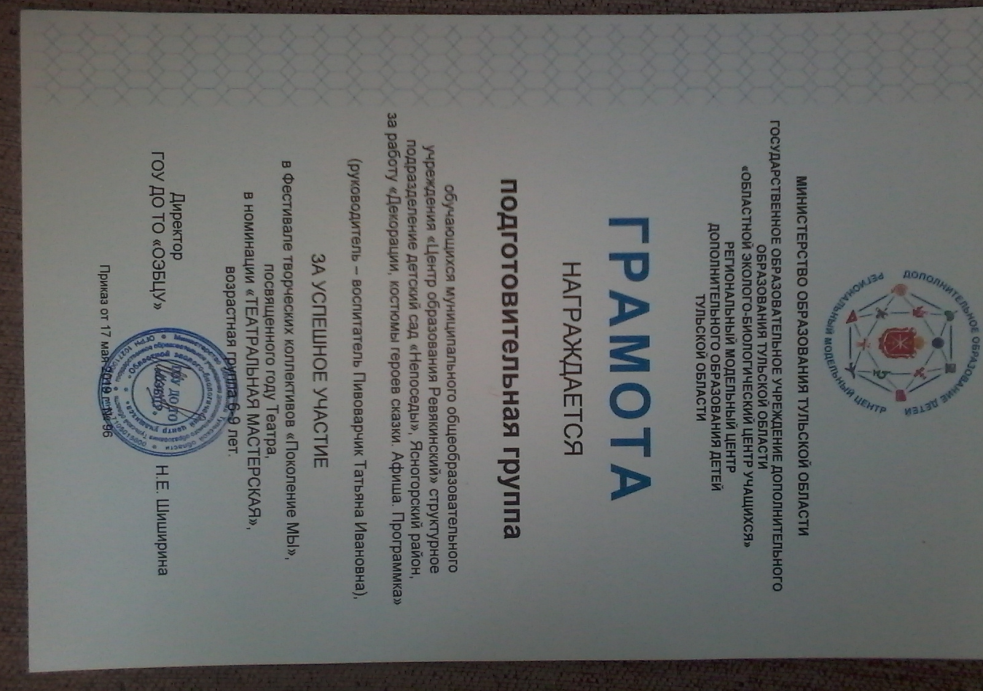 ДОПОЛНИТЕЛЬНОЕ ОБРАЗОВАНИЕ ДЕТЕЙ
РЕГИОНАЛЬНЫЙ МОДЕЛЬНЫЙ ЦЕНТР
МИНИСТЕРСТВО ОБРАЗОВАНИЯ ТУЛЬСКОЙ ОБЛАСТИ
ГОСУДАРСТВЕННОЕ ОБРАЗОВАТЕЛЬНОЕ УЧРЕЖДЕНИЕ ДОПОЛНИТЕЛЬНОГО
ОБРАЗОВАНИЯ ТУЛЬСКОЙ ОБЛАСТИ
«ОБЛАСТНОЙ ЭКОЛОГО-БИОЛОГИЧЕСКИЙ ЦЕНТР УЧАЩИХСЯ»
РЕГИОНАЛЬНЫЙ МОДЕЛЬНЫЙ ЦЕНТР
ДОПОЛНИТЕЛЬНОГО ОБРАЗОВАНИЯ ДЕТЕЙ
ТУЛЬСКОЙ ОБЛАСТИ
ГРАМОТА
НАГРАЖДАЕТСЯ
подготовительная группа
обучающихся муниципального общеобразовательного
учреждения «Центр образования Ревякинский» структурное
подразделение детский сад «Непоседы», Ясногорский район,
за работу «Декорации, костюмы героев сказки. Афиша. Программка»
(руководитель – воспитатель Пивоварчик Татьяна Ивановна),
ЗА УСПЕШНОЕ УЧАСТИЕ
в Фестивале творческих коллективов «Поколение МЫ»,
посвященного году Театра,
в номинации «ТЕАТРАЛЬНАЯ МАСТЕРСКАЯ»,
возрастная группа 6-9 лет.
Директор
ГОУ ДО ТО «ОЭБЦУ» Н.Е. Шиширина
Приказ от 17 мая 2019 г. № 96